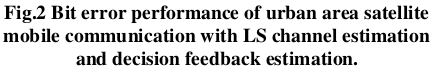 Fig.2 Bit error performance of urban area satellite
mobile communication with LS channel estimation
and decision feedback estimation.